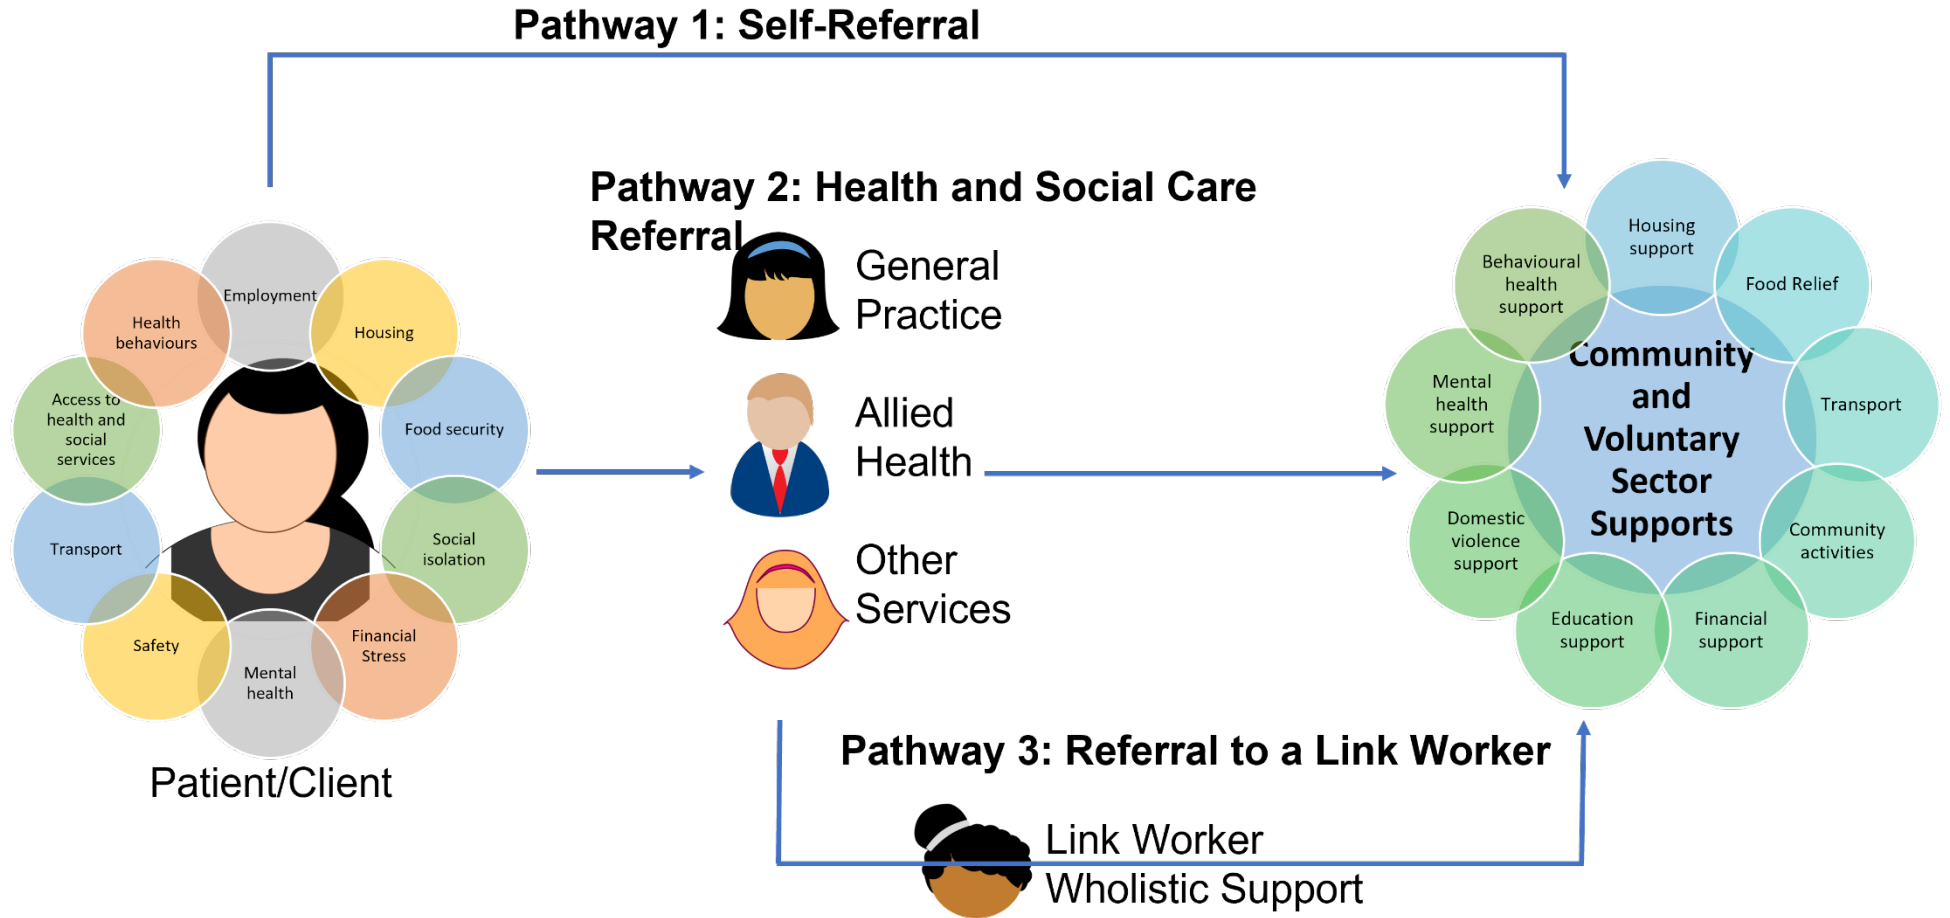 Pathway 1: Self-Referral
Pathway 2: Health and Social Care
Referral
General
Practice
Allied
Health
Other
Services
Pathway 3: Referral to a Link Worker
Link Worker
Wholistic Support
Employment
Housing
Food security
Social
isolation
Financial
Stress
Mental
health
Safety
Transport
Access to
health and
social
services
Health
behaviours
Patient/Client
Community
and
Voluntary
Sector
Supports
Housing
support
Food Relief
Transport
Community
activities
Financial
support
Education
support
Domestic
violence
support
Mental
health
support
Behavioural
health
support